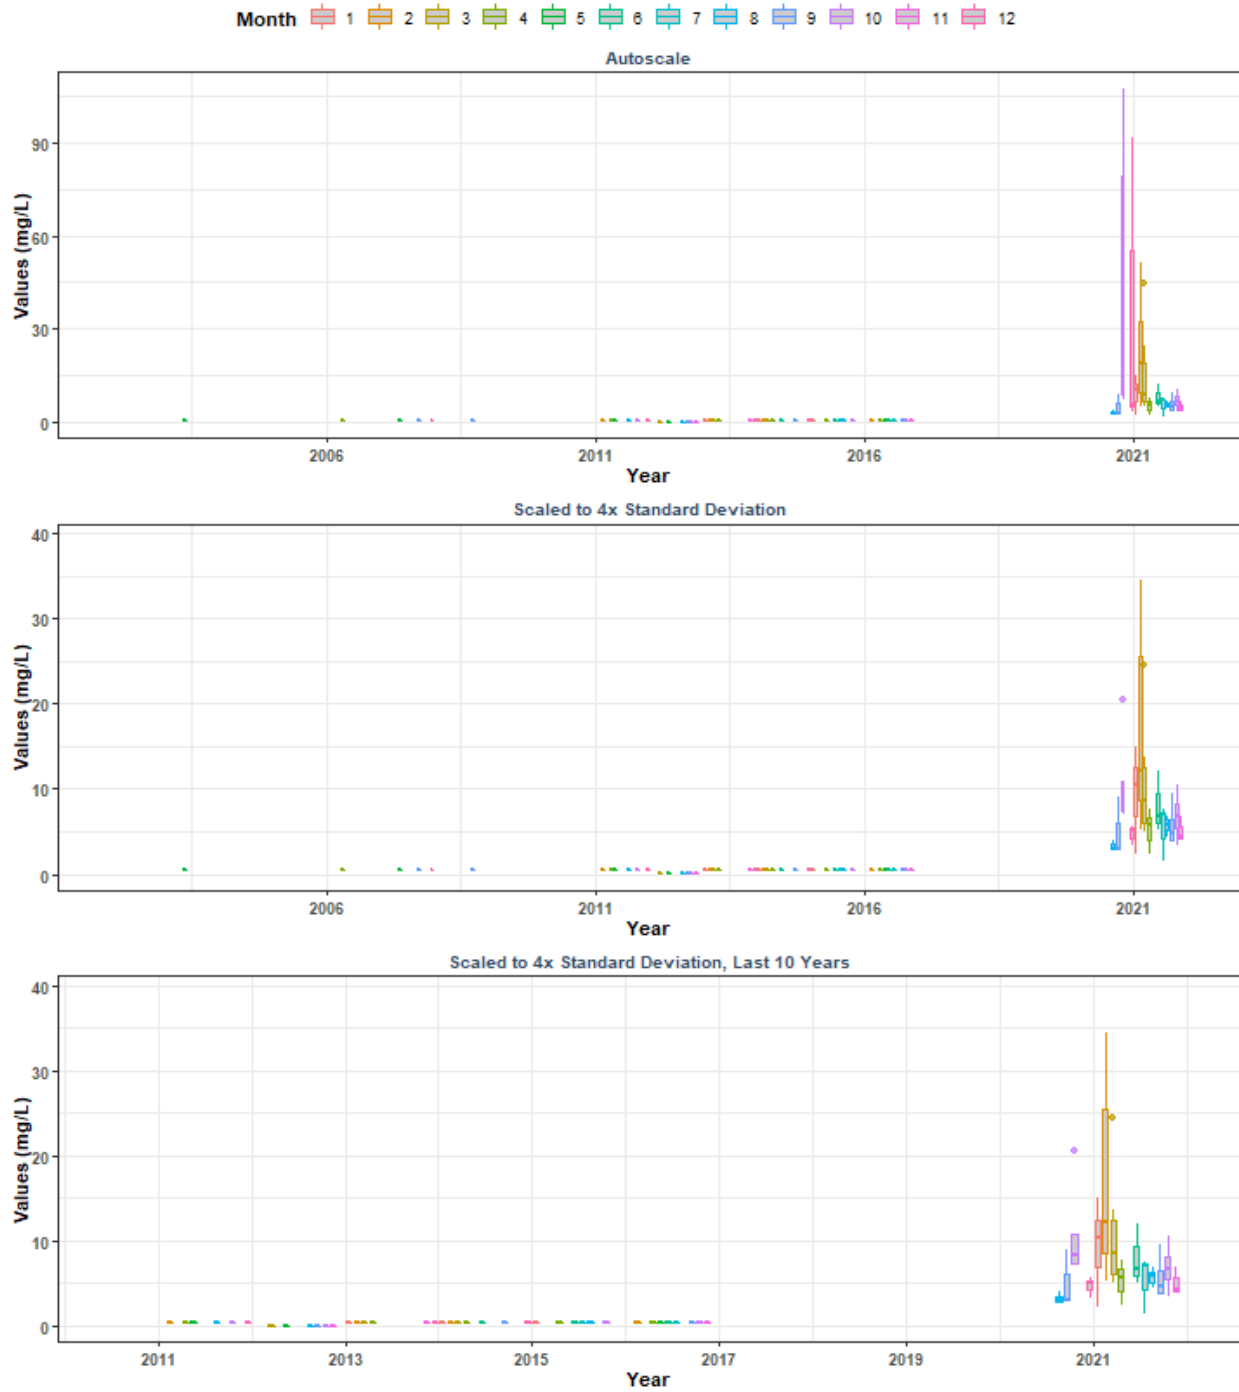 Month 1 2 3 4 5 6 7 8 9 10 11 12
Autoscale
Values (mg/L)
90
60
30
0
2006 2011 2016 2021
Year
Scaled to 4x Standard Deviation
Values (mg/L)
40
30
20
10
0
2006 2011 2016 2021
Year
Scaled to 4x Standard Deviation, Last 10 Years
Values (mg/L)
40
30
20
10
0
2011 2013 2015 2017 2019 2021
Year